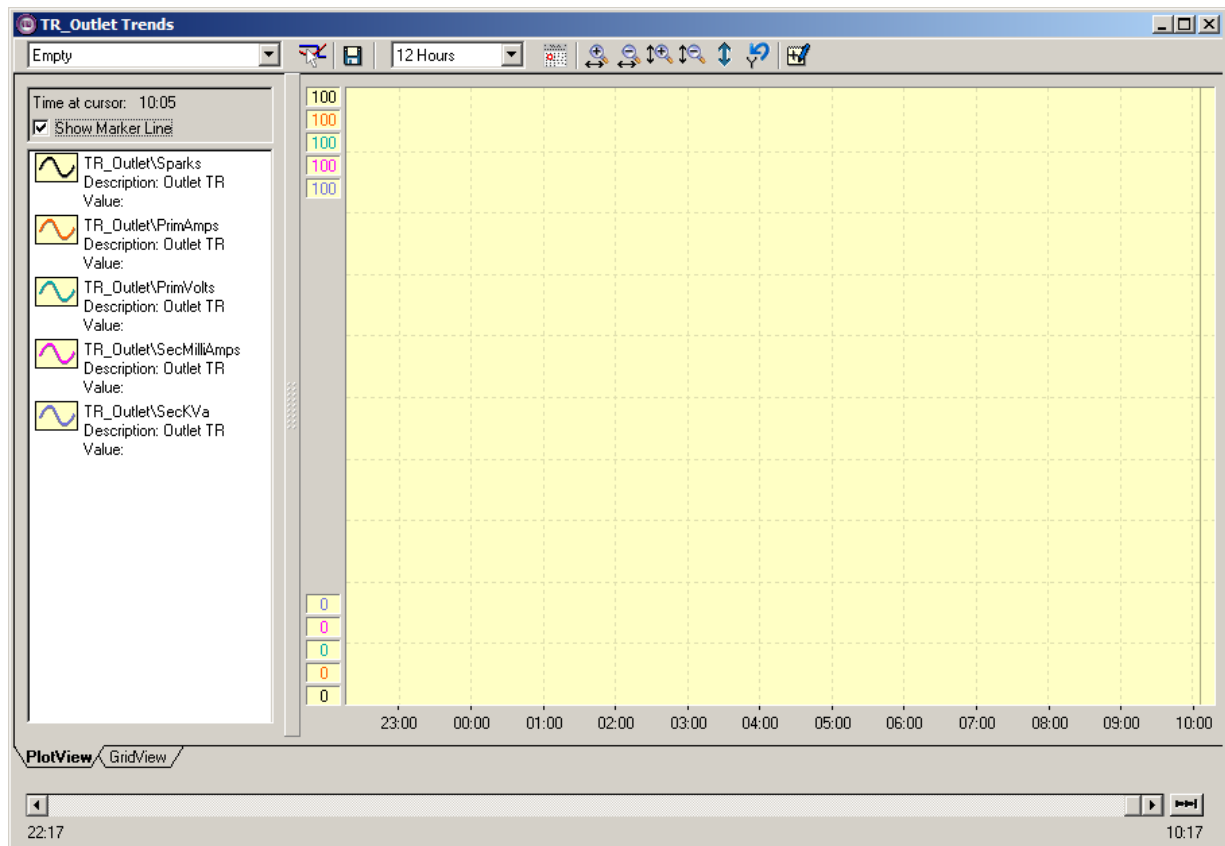 TR_Outlet Trends
Empty
12 Hours
Time at cursor: 10:05
Show Marker Line
TR_Outlet\Sparks
Description: Outlet TR
Value:
TR_Outlet\PrimAmps
Description: Outlet TR
Value:
TR_Outlet\PrimVolts
Description: Outlet TR
Value:
TR_Outlet\SecMilliAmps
Description: Outlet TR
Value:
TR_Outlet\SecKVa
Description: Outlet TR
Value:
100
100
100
100
100
0
0
0
0
0
23:00 00:00 01:00 02:00 03:00 04:00 05:00 06:00 07:00 08:00 09:00 10:00
PlotView GridView
22:17 10:17